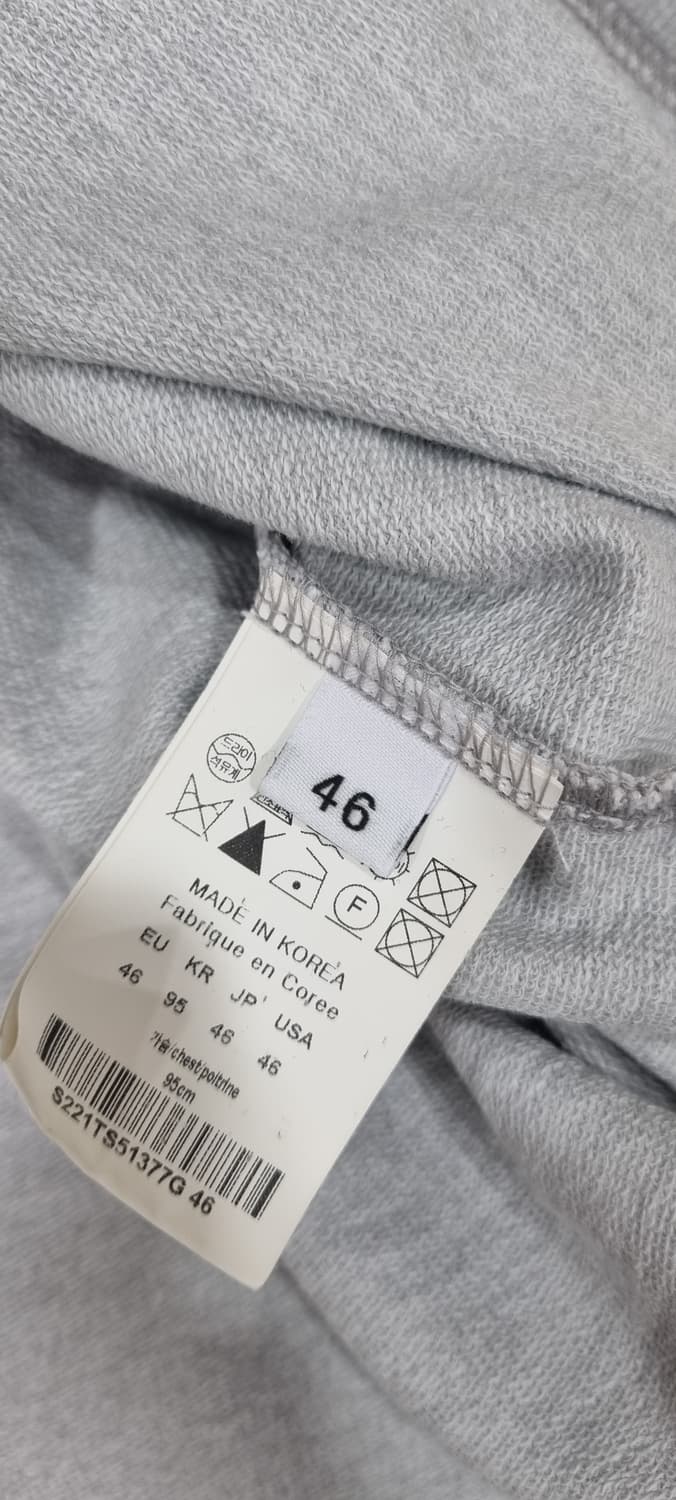 46
드라이
석유계
F
MADE IN KOREA
Fabrique en Coree
EU KR JP USA
46 95 46 46
가슴/chest/poitrine
95cm
S221TS51377G 46